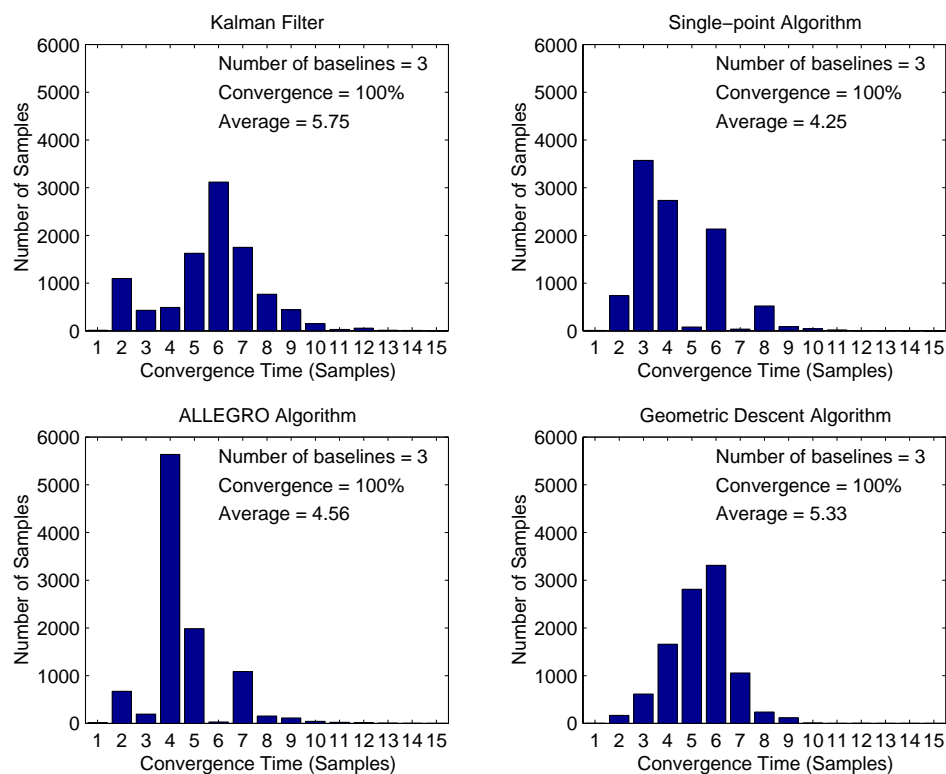 Kalman Filter
6000
5000
4000
3000
2000
1000
0
Number of Samples
Number of baselines = 3
Convergence = 100%
Average = 5.75
1 2 3 4 5 6 7 8 9 10 11 12 13 14 15
Convergence Time (Samples)
Single−point Algorithm
6000
5000
4000
3000
2000
1000
0
Number of Samples
Number of baselines = 3
Convergence = 100%
Average = 4.25
1 2 3 4 5 6 7 8 9 10 11 12 13 14 15
Convergence Time (Samples)
ALLEGRO Algorithm
6000
5000
4000
3000
2000
1000
0
Number of Samples
Number of baselines = 3
Convergence = 100%
Average = 4.56
1 2 3 4 5 6 7 8 9 10 11 12 13 14 15
Convergence Time (Samples)
Geometric Descent Algorithm
6000
5000
4000
3000
2000
1000
0
Number of Samples
Number of baselines = 3
Convergence = 100%
Average = 5.33
1 2 3 4 5 6 7 8 9 10 11 12 13 14 15
Convergence Time (Samples)